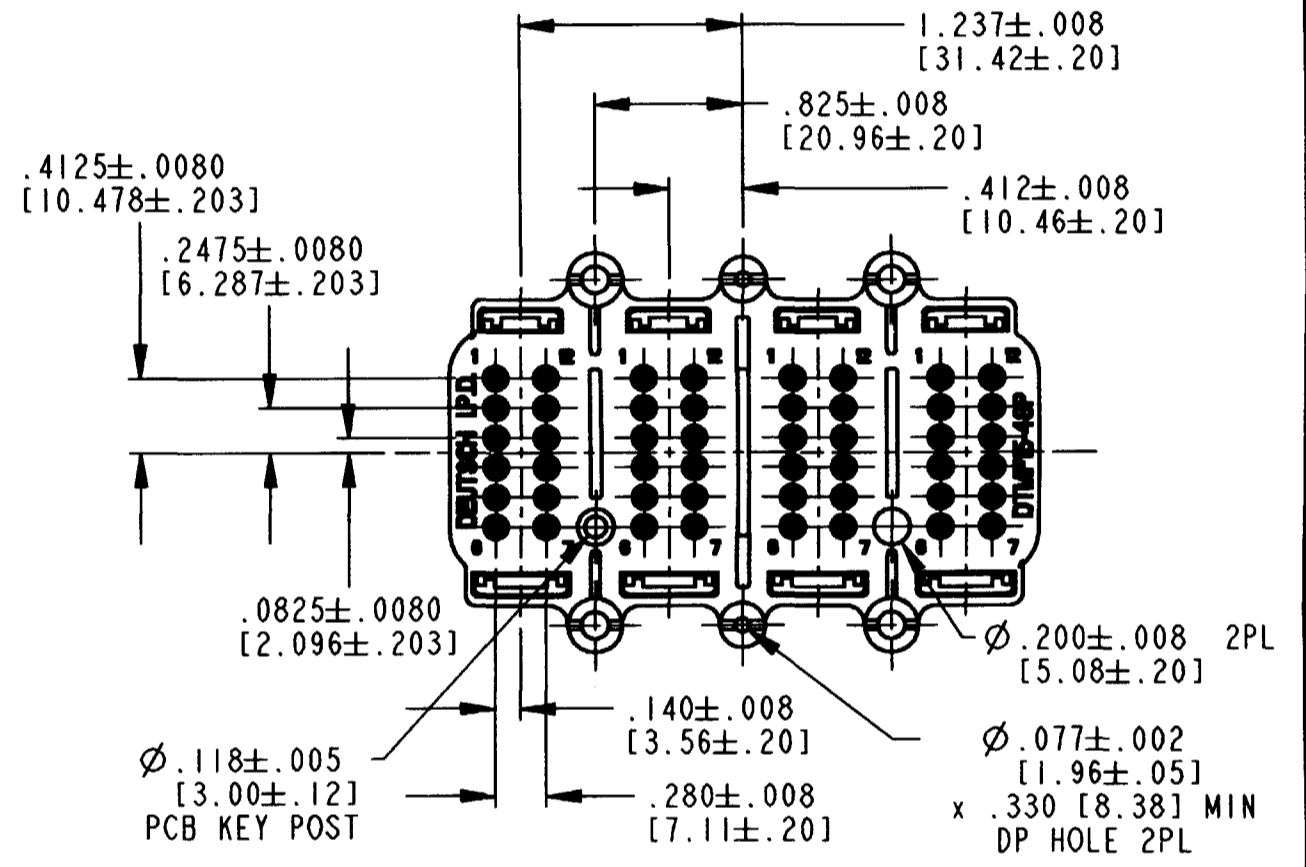 1.237±.008
[31.42±.20]
.825±.008
[20.96±.20]
.4125±.0080
[10.478±.203]
.412±.008
[10.46±.20]
.2475±.0080
[6.287±.203]
1 12 1 12 1 12 1 12
DEUTSCH I.P.D.
6 7 6 7 6 7 6 7
.0825±.0080
[2.096±.203]
Ø.200±.008 2PL
[5.08±.20]
.140±.008
[3.56±.20]
Ø.118±.005
[3.00±.12]
PCB KEY POST
.280±.008
[7.11±.20]
Ø.077±.002
[1.96±.05]
x .330 [8.38] MIN
DP HOLE 2PL